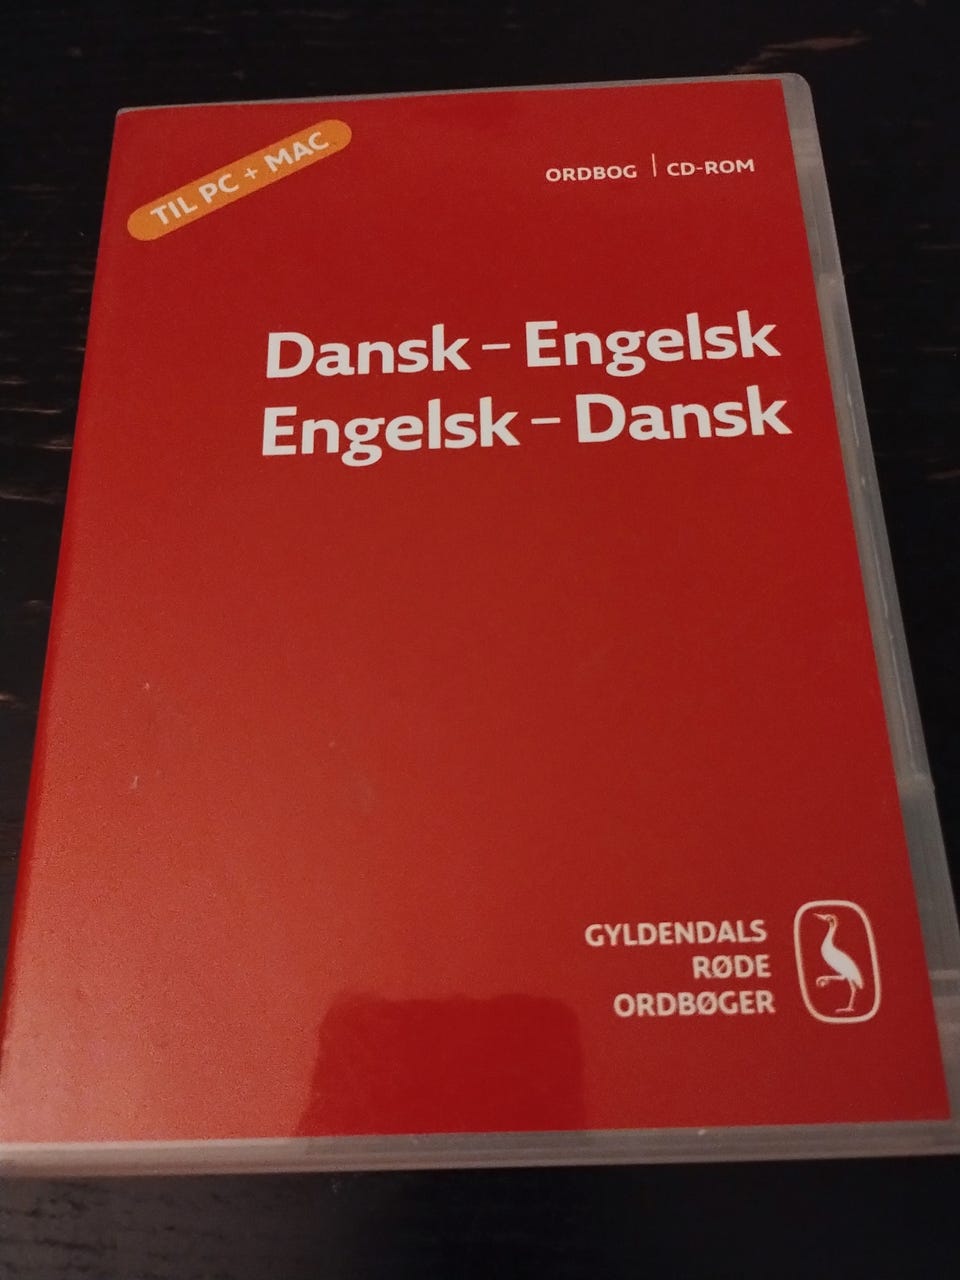 TIL PC + MAC
ORDBOG | CD-ROM
Dansk – Engelsk
Engelsk – Dansk
GYLDENDALS
RØDE
ORDBØGER